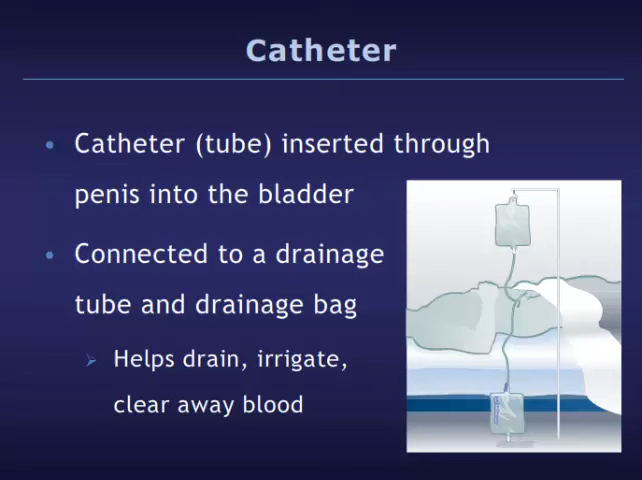 Catheter
• Catheter (tube) inserted through
penis into the bladder
• Connected to a drainage
tube and drainage bag
➢ Helps drain, irrigate,
clear away blood